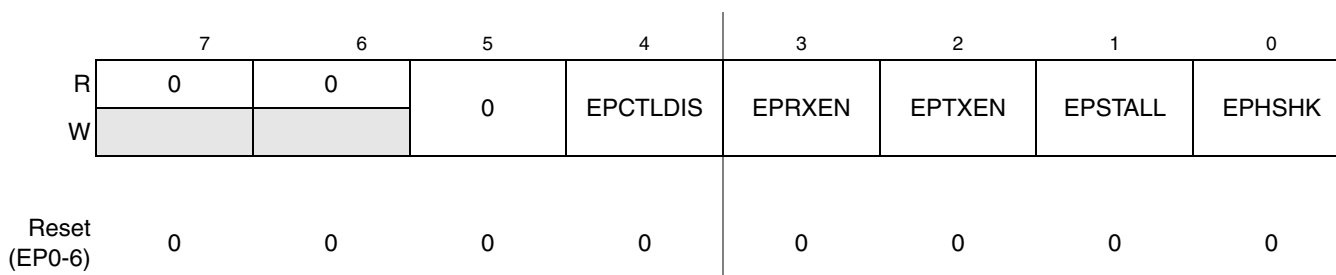 7 6 5 4 3 2 1 0
R 0 0 0 EPCTLDIS EPRXEN EPTXEN EPSTALL EPHSHK
W
Reset
(EP0-6) 0 0 0 0 0 0 0 0